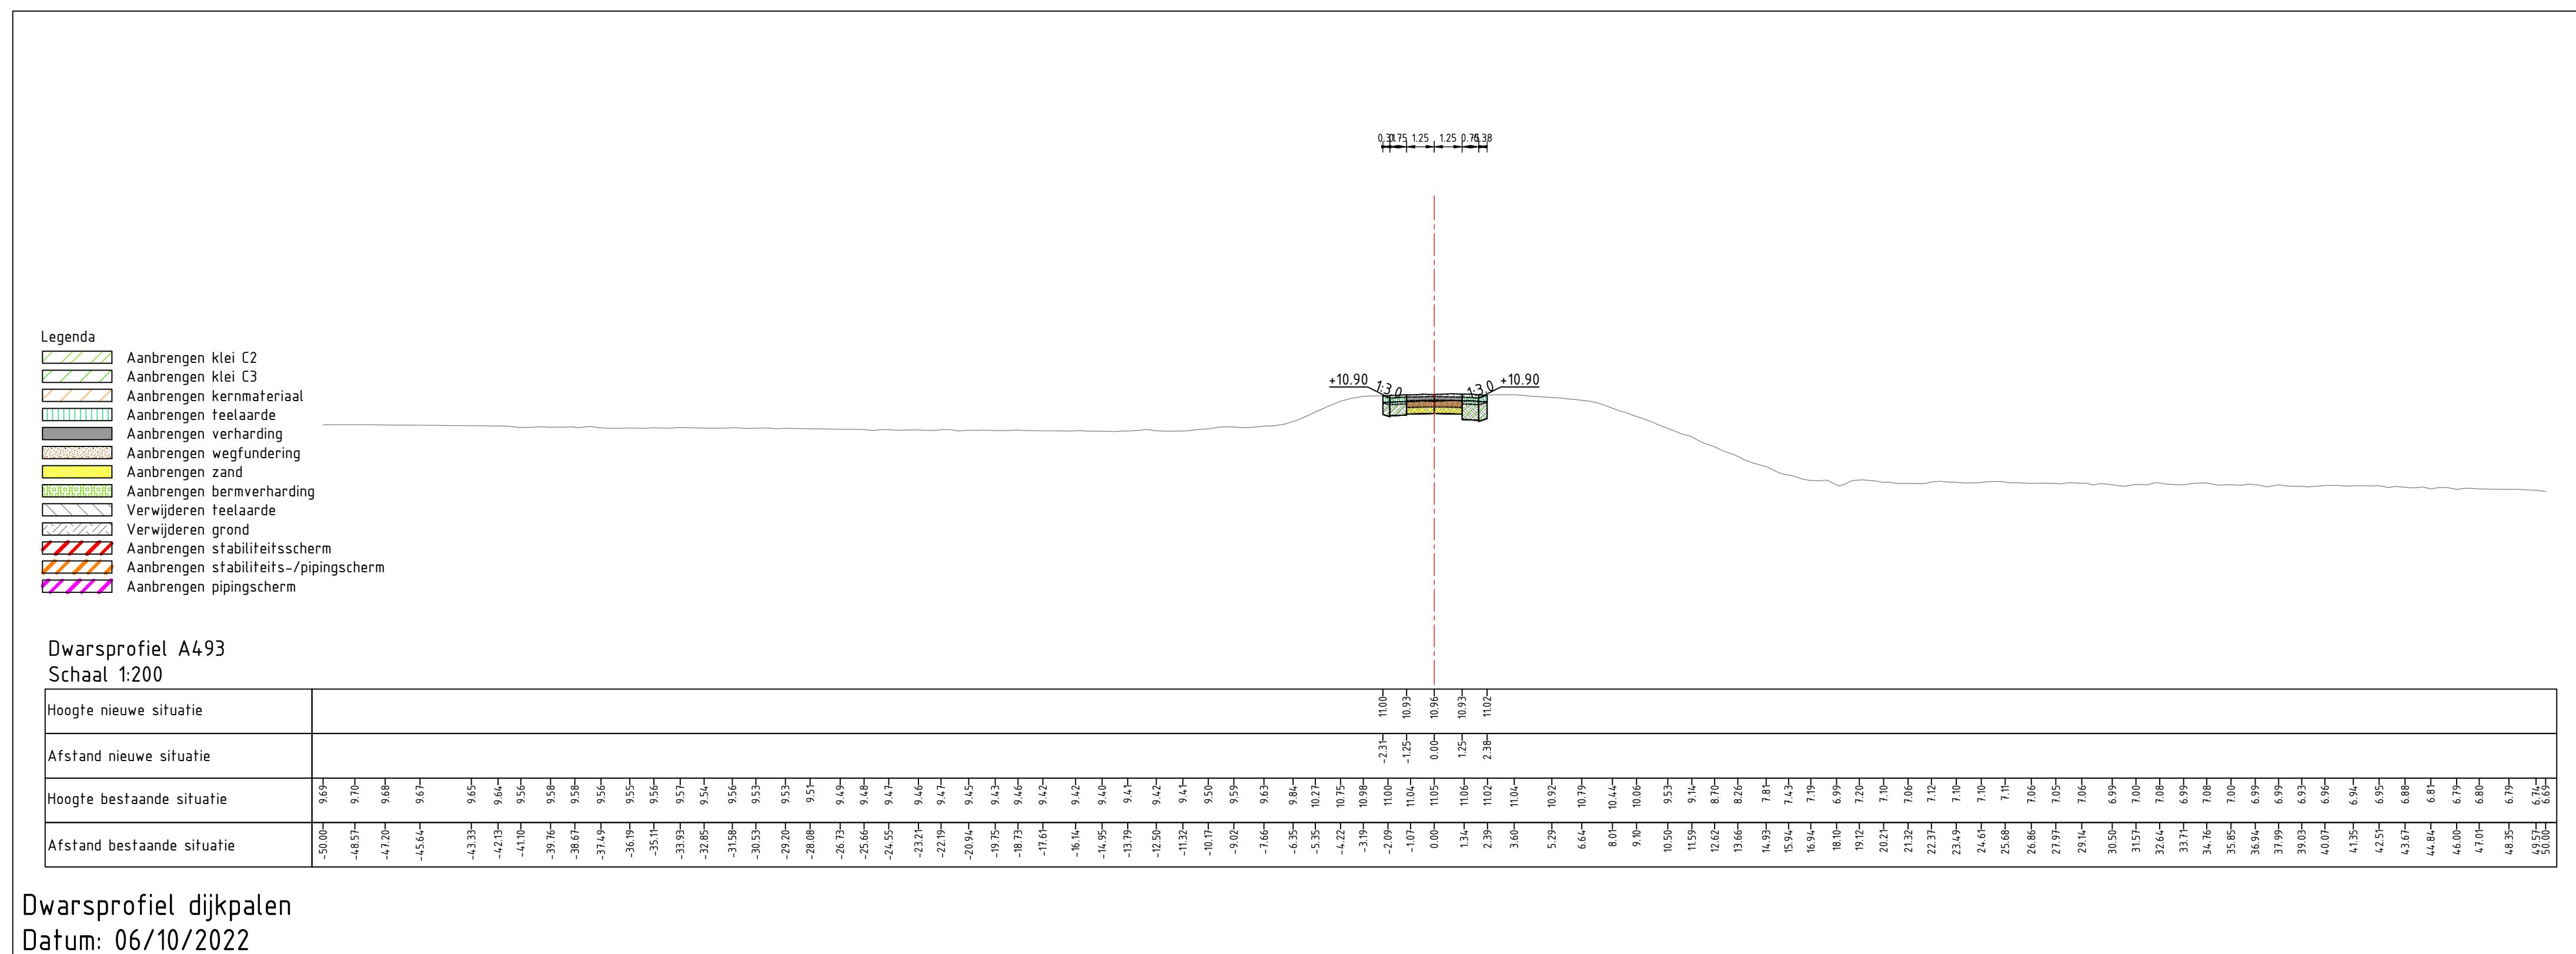 0.31 0.75 1.25 1.25 0.75 0.38
+10.90 1:3.0 1:3.0 +10.90
Legenda
Aanbrengen klei C2
Aanbrengen klei C3
Aanbrengen kernmateriaal
Aanbrengen teelaarde
Aanbrengen verharding
Aanbrengen wegfundering
Aanbrengen zand
Aanbrengen bermverharding
Verwijderen teelaarde
Verwijderen grond
Aanbrengen stabiliteitsscherm
Aanbrengen stabiliteits-/pipingscherm
Aanbrengen pipingscherm
Dwarsprofiel A493
Schaal 1:200
Hoogte nieuwe situatie 11.00 10.93 10.96 10.93 11.02
Afstand nieuwe situatie -2.31 -1.25 0.00 1.25 2.38
Hoogte bestaande situatie 9.69 9.70 9.68 9.67 9.65 9.64 9.56 9.58 9.58 9.56 9.55 9.56 9.57 9.54 9.56 9.53 9.53 9.51 9.49 9.48 9.47 9.46 9.47 9.45 9.43 9.46 9.42 9.42 9.40 9.41 9.42 9.41 9.50 9.59 9.63 9.84 10.27 10.75 10.98 11.00 11.04 11.05 11.06 11.02 11.04 10.92 10.79 10.44 10.06 9.53 9.14 8.70 8.26 7.81 7.43 7.19 6.99 7.20 7.10 7.06 7.12 7.10 7.10 7.11 7.06 7.05 7.06 6.99 7.00 7.08 6.99 7.08 7.00 6.99 6.99 6.93 6.96 6.94 6.95 6.88 6.81 6.79 6.80 6.79 6.74 6.69
Afstand bestaande situatie -50.00 -48.57 -47.20 -45.64 -43.33 -42.13 -41.10 -39.76 -38.67 -37.49 -36.19 -35.11 -33.93 -32.85 -31.58 -30.53 -29.20 -28.08 -26.73 -25.66 -24.55 -23.21 -22.19 -20.94 -19.75 -18.73 -17.61 -16.14 -14.95 -13.79 -12.50 -11.32 -10.17 -9.02 -7.66 -6.35 -5.35 -4.22 -3.19 -2.09 -1.07 0.00 1.34 2.39 3.60 5.29 6.64 8.01 9.10 10.50 11.59 12.62 13.66 14.93 15.94 16.94 18.10 19.12 20.21 21.32 22.37 23.49 24.61 25.68 26.86 27.97 29.14 30.50 31.57 32.64 33.71 34.76 35.85 36.94 37.99 39.03 40.07 41.35 42.51 43.67 44.84 46.00 47.01 48.35 49.57 50.00
Dwarsprofiel dijkpalen
Datum: 06/10/2022